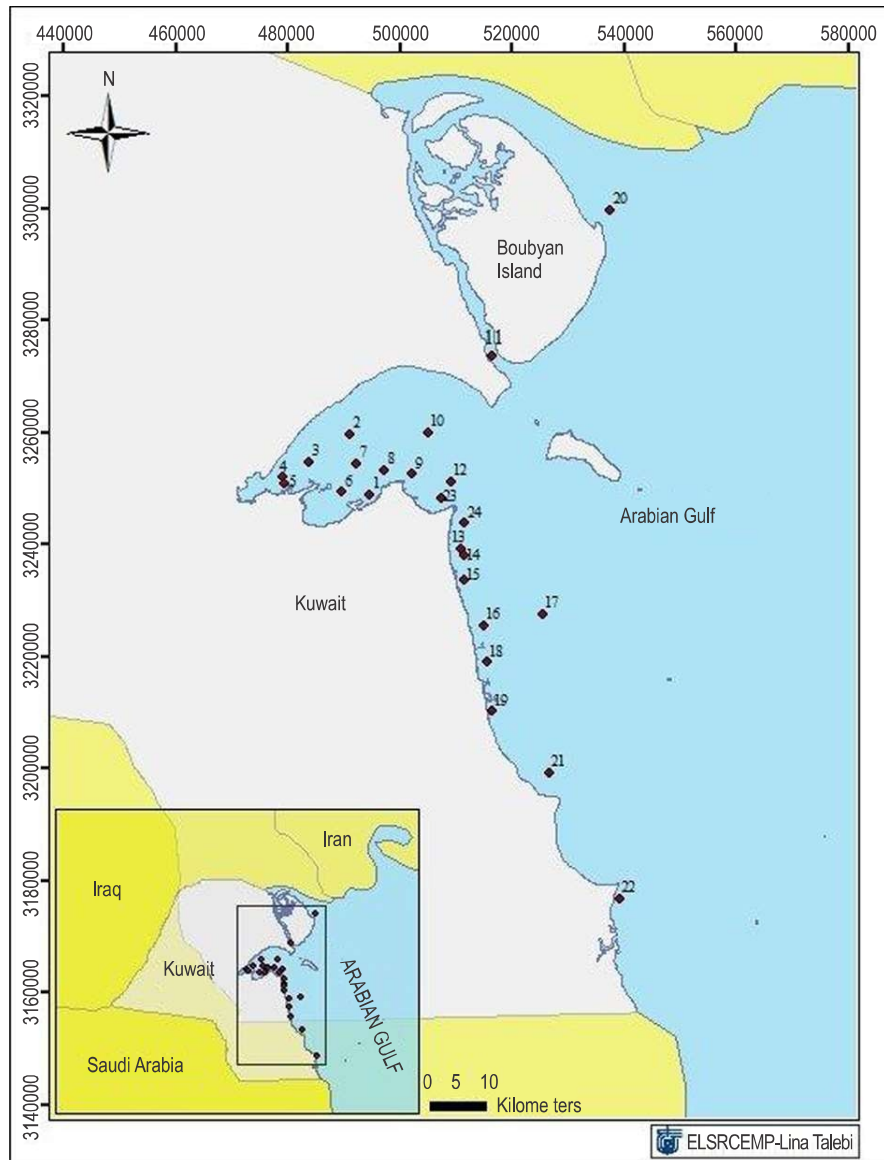 440000 460000 480000 500000 520000 540000 560000 580000
3320000
3300000
3280000
3260000
3240000
3220000
3200000
3180000
3160000
3140000
N
20
Boubyan
Island
11
2
10
3
7
8
9
12
4
5
6
1
23
24
Arabian Gulf
13
14
15
Kuwait
16
17
18
19
21
22
Iran
Iraq
Kuwait
ARABIAN GULF
Saudi Arabia
0 5 10
Kilome ters
ELSRCEMP-Lina Talebi